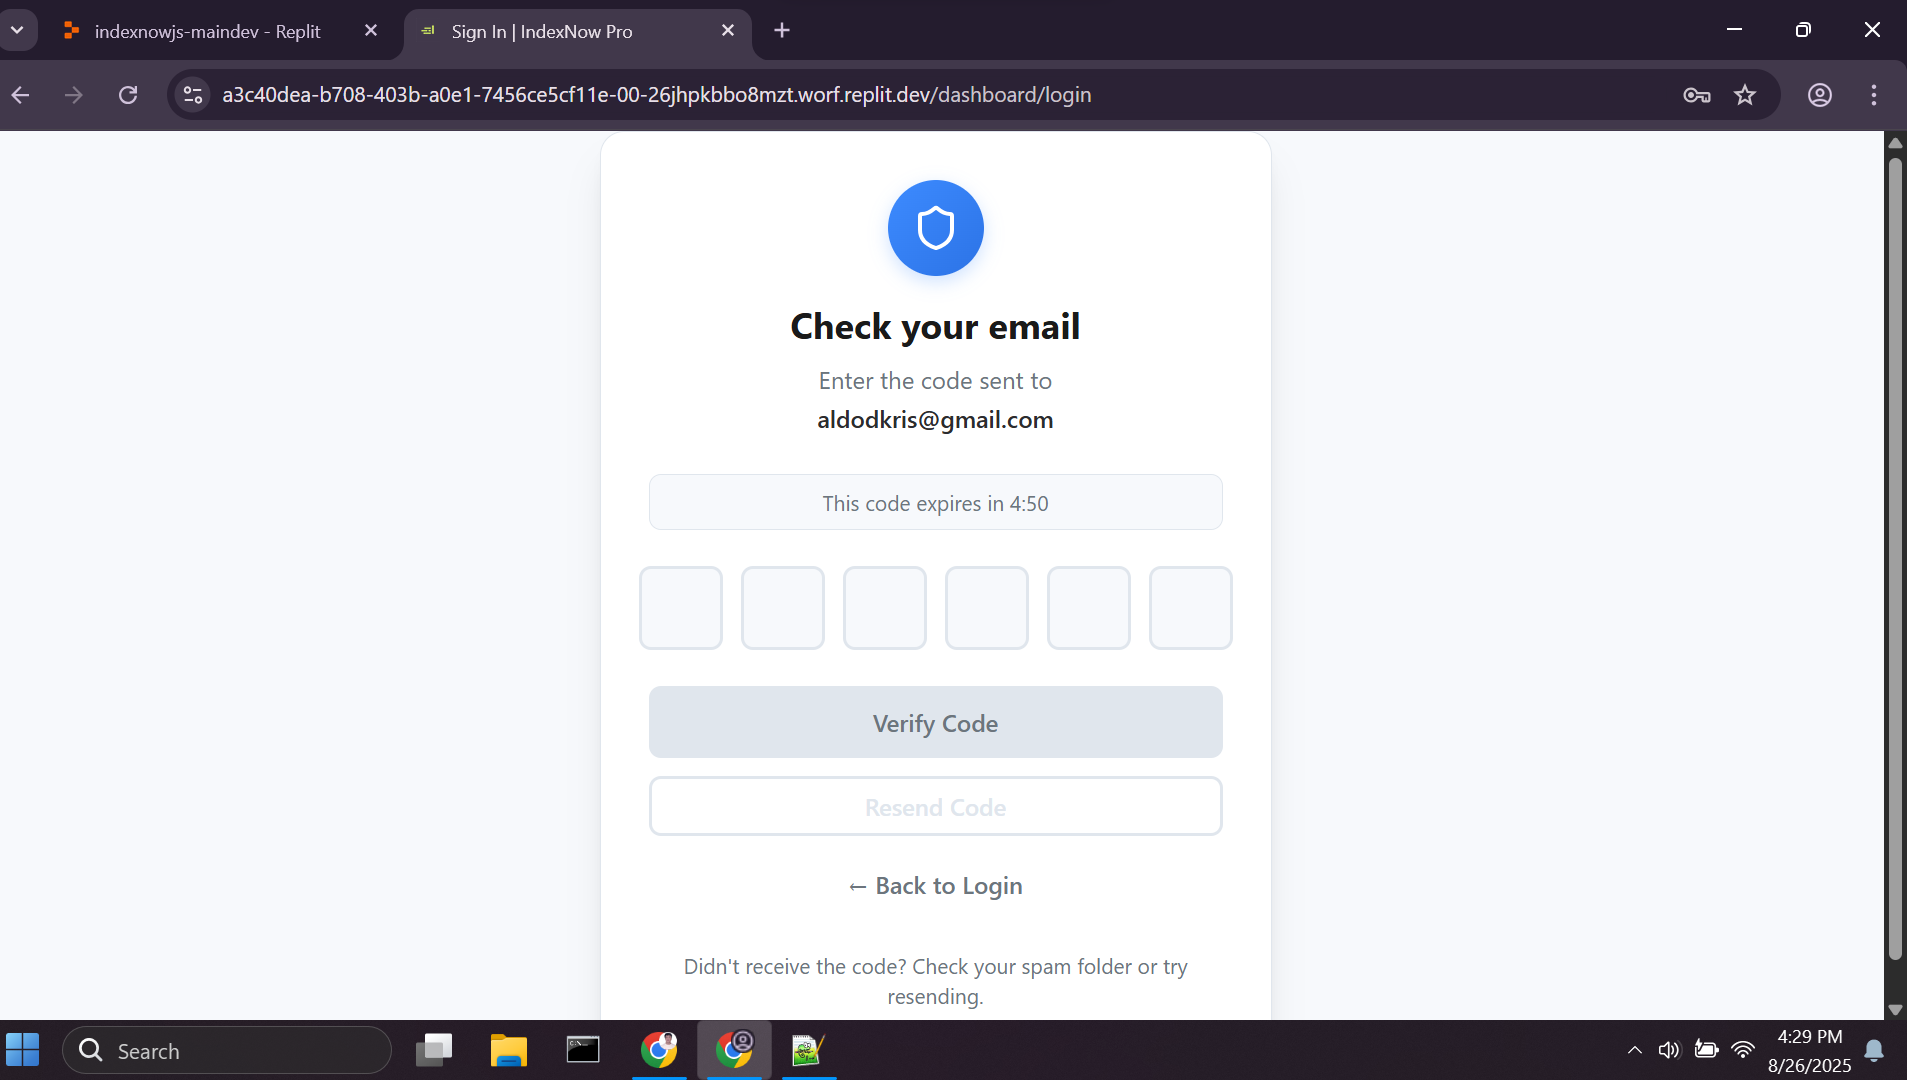 indexnowjs-maindev - Replit
Sign In | IndexNow Pro
a3c40dea-b708-403b-a0e1-7456ce5cf11e-00-26jhpkbbo8mzt.worf.replit.dev/dashboard/login
Check your email
Enter the code sent to
aldodkris@gmail.com
This code expires in 4:50
Verify Code
Resend Code
← Back to Login
Didn't receive the code? Check your spam folder or try
resending.
Search
4:29 PM
8/26/2025